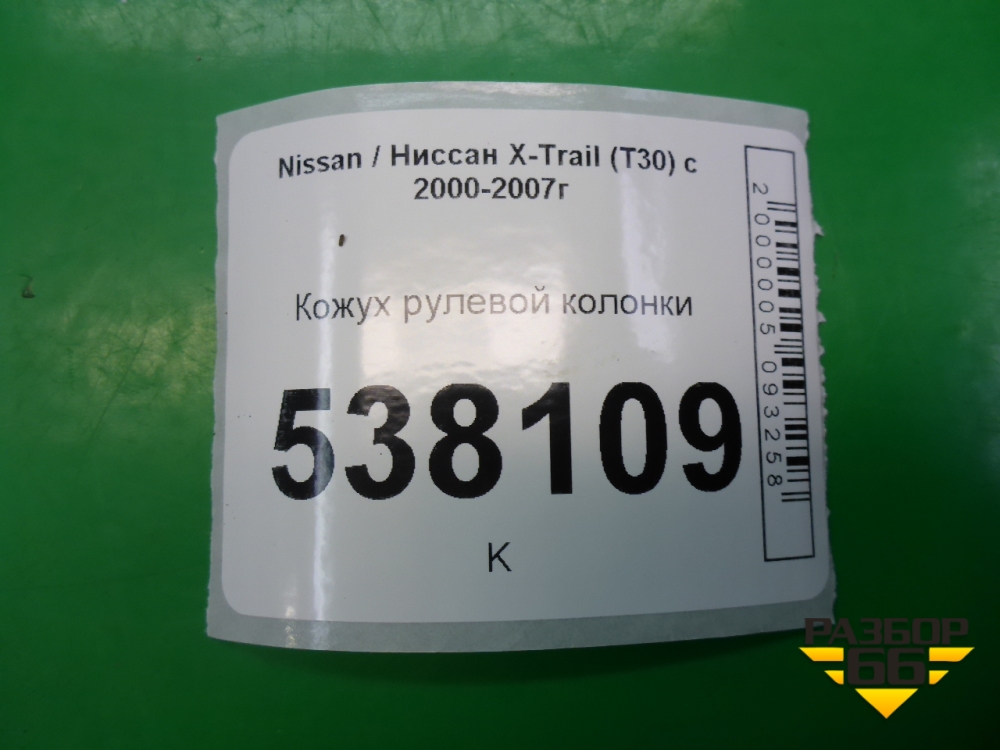 Nissan / Ниссан X-Trail (T30) с
2000-2007г
Кожух рулевой колонки
538109
К
2000005093258
РАЗБОР
66